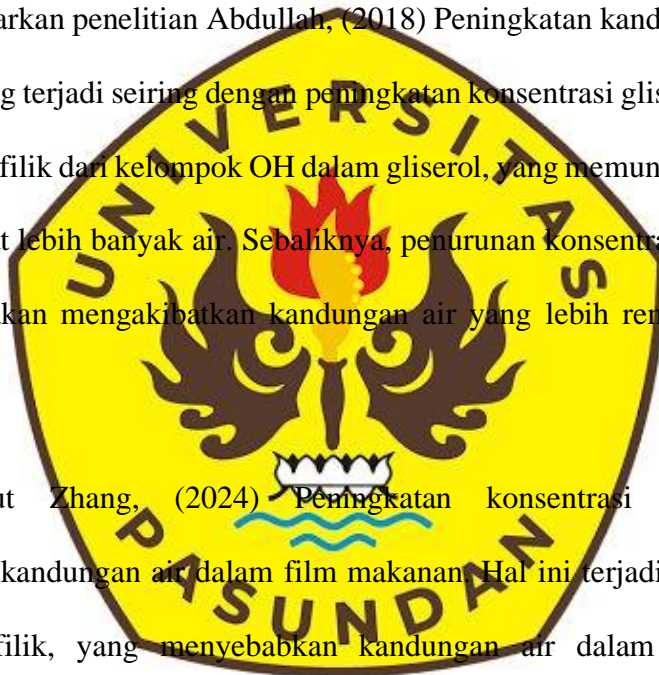 arkan penelitian Abdullah, (2018) Peningkatan kand
g terjadi seiring dengan peningkatan konsentrasi glis
filik dari kelompok OH dalam gliserol, yang memun
t lebih banyak air. Sebaliknya, penurunan konsentra
kan mengakibatkan kandungan air yang lebih ren
ut Zhang, (2024) Peningkatan konsentrasi
kandungan air dalam film makanan. Hal ini terjadi
filik, yang menyebabkan kandungan air dalam
UNIVERSITAS
PASUNDAN